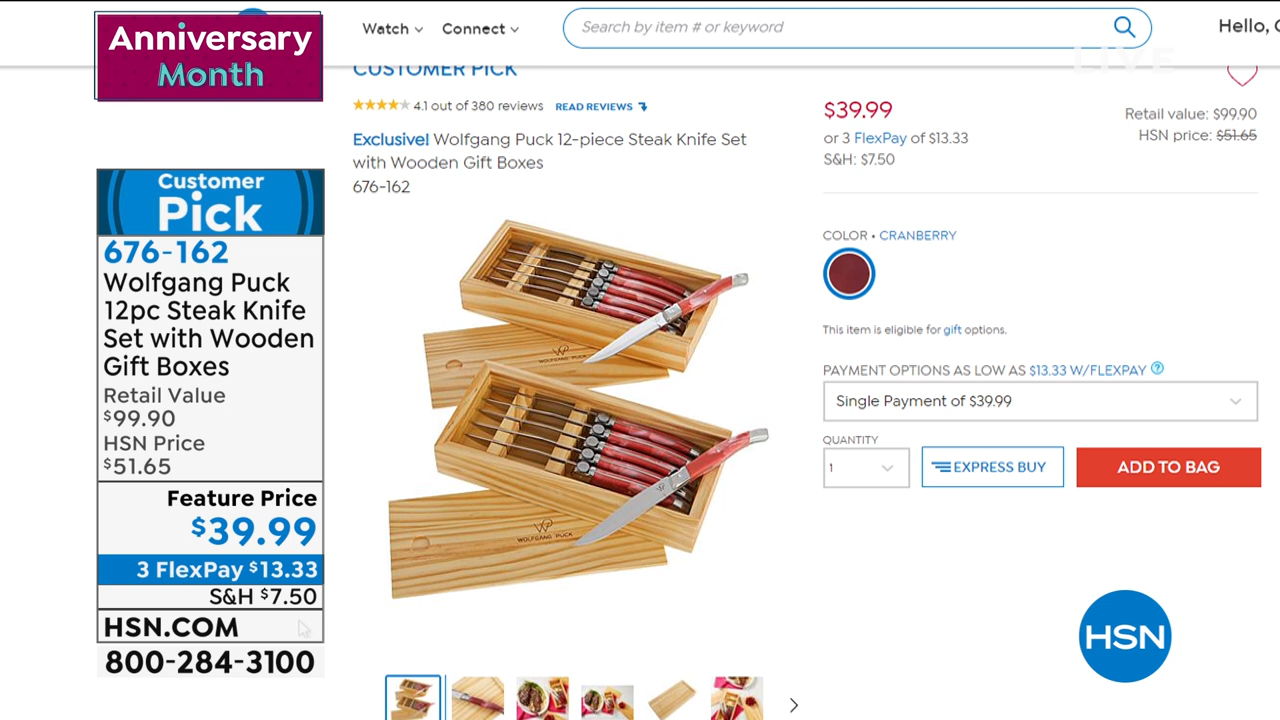 Anniversary
Month
Watch
Connect
Search by item # or keyword
Hello,
LIVE
CUSTOMER PICK
4.1 out of 380 reviews
READ REVIEWS
Exclusive! Wolfgang Puck 12-piece Steak Knife Set
with Wooden Gift Boxes
676-162
$39.99
or 3 FlexPay of $13.33
S&H: $7.50
Retail value: $99.90
HSN price: $51.65
COLOR • CRANBERRY
This item is eligible for gift options.
PAYMENT OPTIONS AS LOW AS $13.33 W/FLEXPAY ?
Single Payment of $39.99
QUANTITY
1
EXPRESS BUY
ADD TO BAG
WOLFGANG PUCK
WP
WOLFGANG PUCK
Customer
Pick
676-162
Wolfgang Puck
12pc Steak Knife
Set with Wooden
Gift Boxes
Retail Value
$99.90
HSN Price
$51.65
Feature Price
$39.99
3 FlexPay $13.33
S&H $7.50
HSN.COM
800-284-3100
HSN